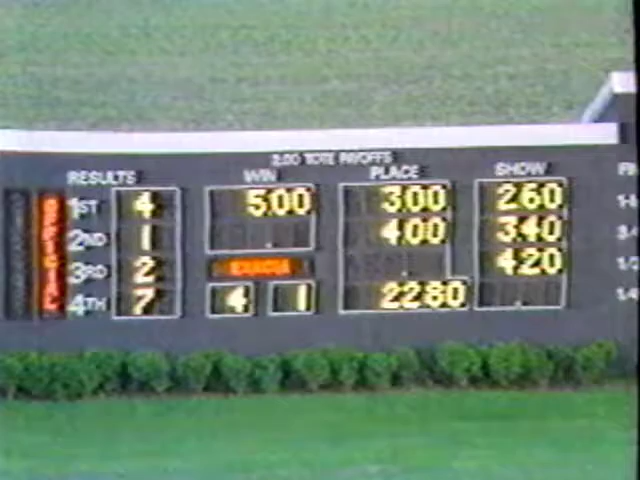 2.00 TOTE PAYOFFS
RESULTS WIN PLACE SHOW
OFFICIAL
1ST 4 5.00 3.00 2.60
2ND 1 4.00 3.40
3RD 2 EXACTA 4.20
4TH 7 4 1 22.80